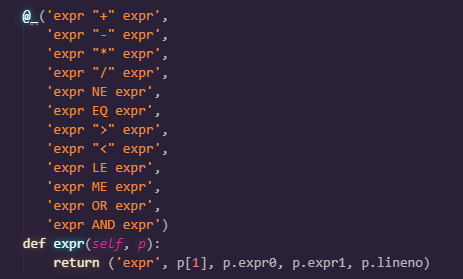 @_('expr "+" expr',
'expr "-" expr',
'expr "*" expr',
'expr "/" expr',
'expr NE expr',
'expr EQ expr',
'expr ">" expr',
'expr "<" expr',
'expr LE expr',
'expr ME expr',
'expr OR expr',
'expr AND expr')
def expr(self, p):
return ('expr', p[1], p.expr0, p.expr1, p.lineno)